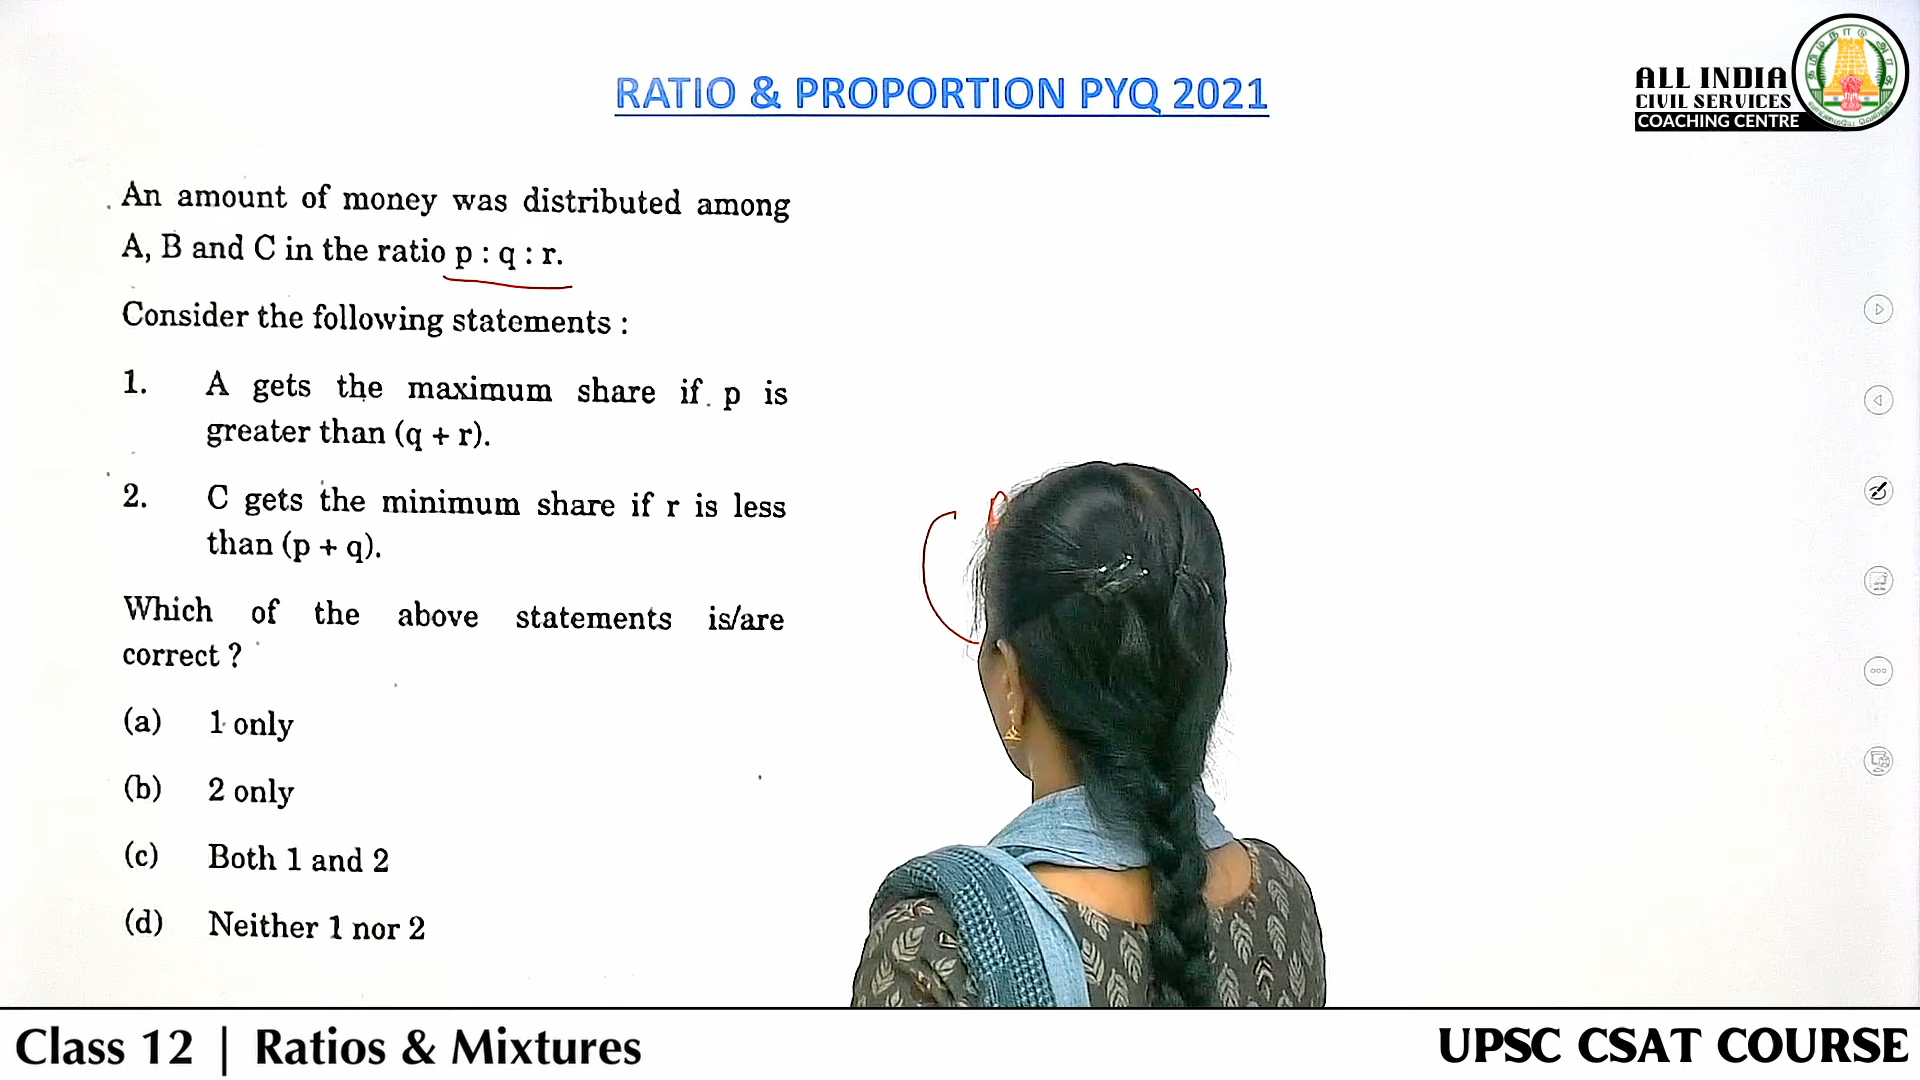 RATIO & PROPORTION PYQ 2021
ALL INDIA
CIVIL SERVICES
COACHING CENTRE
An amount of money was distributed among
A, B and C in the ratio p : q : r.
Consider the following statements :
1. A gets the maximum share if p is
greater than (q + r).
2. C gets the minimum share if r is less
than (p + q).
Which of the above statements is/are
correct ?
(a) 1 only
(b) 2 only
(c) Both 1 and 2
(d) Neither 1 nor 2
Class 12 | Ratios & Mixtures
UPSC CSAT COURSE